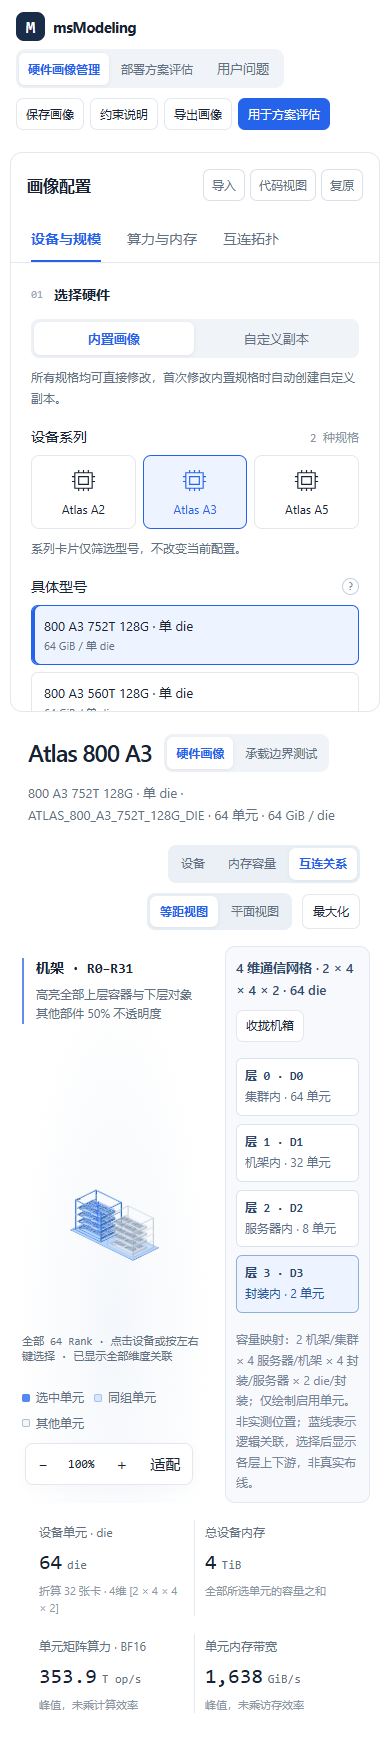 M msModeling
硬件画像管理 部署方案评估 用户问题
保存画像 约束说明 导出画像 用于方案评估
画像配置 导入 代码视图 复原
设备与规模 算力与内存 互连拓扑
01 选择硬件
内置画像 自定义副本
所有规格均可直接修改，首次修改内置规格时自动创建自定义
副本。
设备系列 2 种规格
Atlas A2 Atlas A3 Atlas A5
系列卡片仅筛选型号，不改变当前配置。
具体型号 ?
800 A3 752T 128G · 单 die
64 GiB / 单 die
800 A3 560T 128G · 单 die
Atlas 800 A3 硬件画像 承载边界测试
800 A3 752T 128G · 单 die ·
ATLAS_800_A3_752T_128G_DIE · 64 单元 · 64 GiB / die
设备 内存容量 互连关系
等距视图 平面视图 最大化
机架 · R0–R31
高亮全部上层容器与下层对象
其他部件 50% 不透明度
全部 64 Rank · 点击设备或按左右
键选择 · 已显示全部维度关联
选中单元 同组单元
其他单元
− 100% + 适配
4 维通信网格 · 2 × 4
× 4 × 2 · 64 die
收拢机箱
层 0 · D0
集群内 · 64 单元
层 1 · D1
机架内 · 32 单元
层 2 · D2
服务器内 · 8 单元
层 3 · D3
封装内 · 2 单元
容量映射：2 机架/集群
× 4 服务器/机架 × 4 封
装/服务器 × 2 die/封
装；仅绘制启用单元。
非实测位置；蓝线表示
逻辑关联，选择后显示
各层上下游，非真实布
线。
设备单元 · die
64 die
折算 32 张卡 · 4维 [2 × 4 × 4
× 2]
总设备内存
4 TiB
全部所选单元的容量之和
单元矩阵算力 · BF16
353.9 T op/s
峰值，未乘计算效率
单元内存带宽
1,638 GiB/s
峰值，未乘访存效率